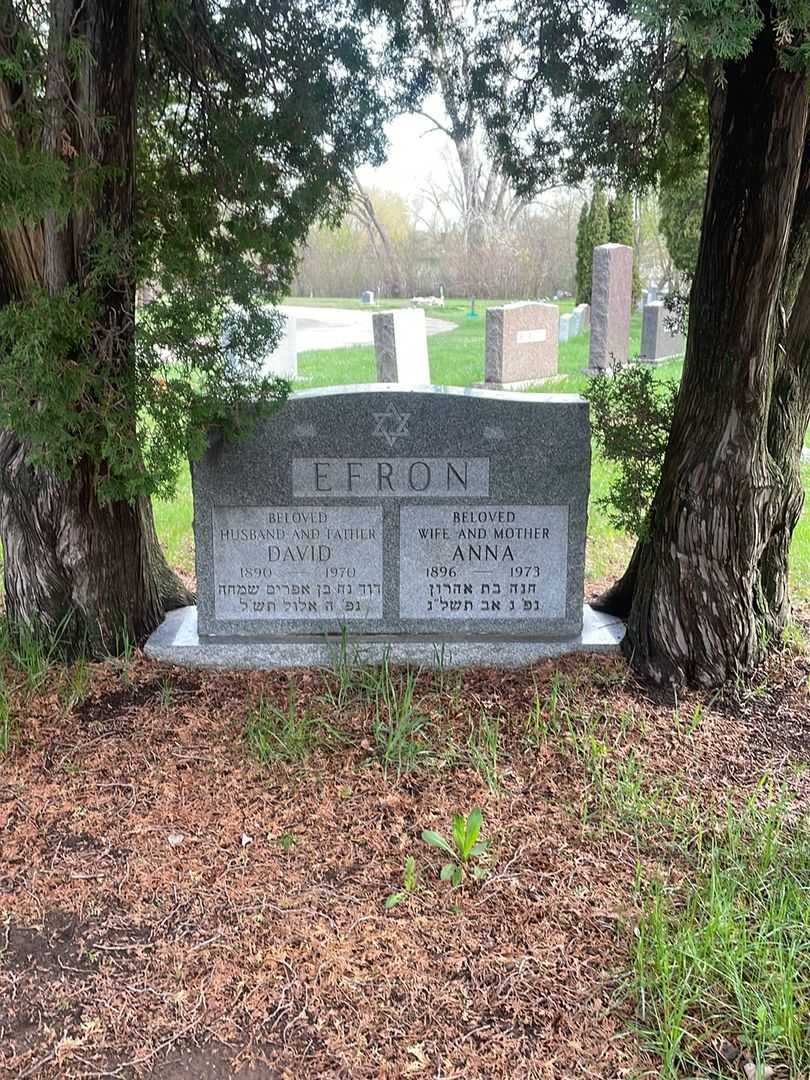 EFRON
BELOVED
HUSBAND AND FATHER
DAVID
1890 — 1970
דוד נח בן אפרים שמחה
נפ׳ ה אלול תש״ל
BELOVED
WIFE AND MOTHER
ANNA
1896 — 1973
חנה בת אהרון
נפ׳ ג אב תשל״ג